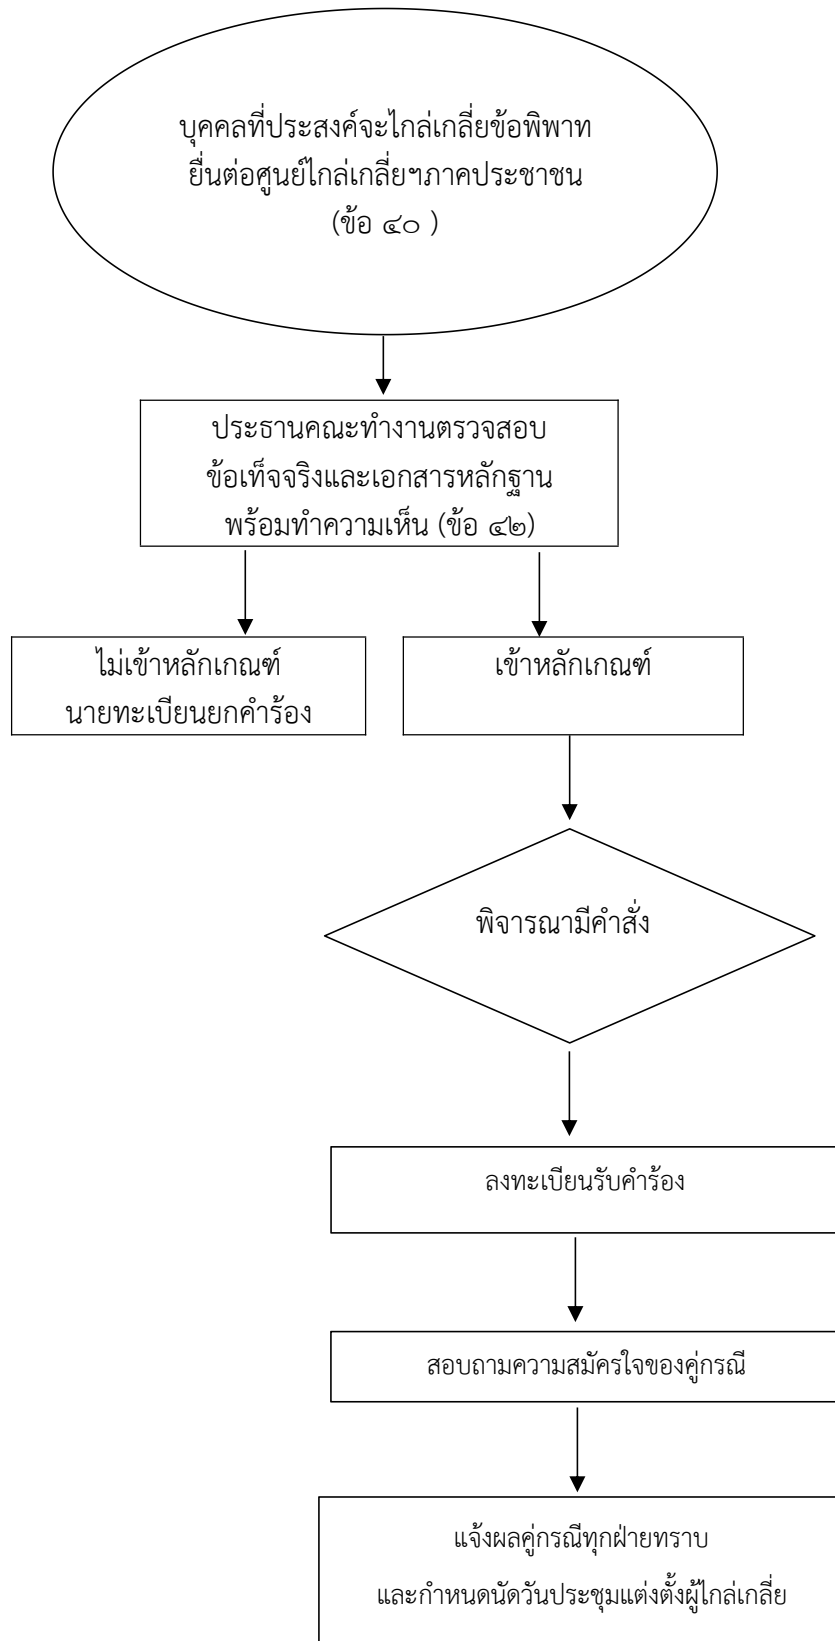 บุคคลที่ประสงค์จะไกล่เกลี่ยข้อพิพาท
ยื่นต่อศูนย์ไกล่เกลี่ยฯภาคประชาชน
(ข้อ ๔๐ )
ประธานคณะทำงานตรวจสอบ
ข้อเท็จจริงและเอกสารหลักฐาน
พร้อมทำความเห็น (ข้อ ๔๒)
ไม่เข้าหลักเกณฑ์
นายทะเบียนยกคำร้อง
เข้าหลักเกณฑ์
พิจารณามีคำสั่ง
ลงทะเบียนรับคำร้อง
สอบถามความสมัครใจของคู่กรณี
แจ้งผลคู่กรณีทุกฝ่ายทราบ
และกำหนดนัดวันประชุมแต่งตั้งผู้ไกล่เกลี่ย